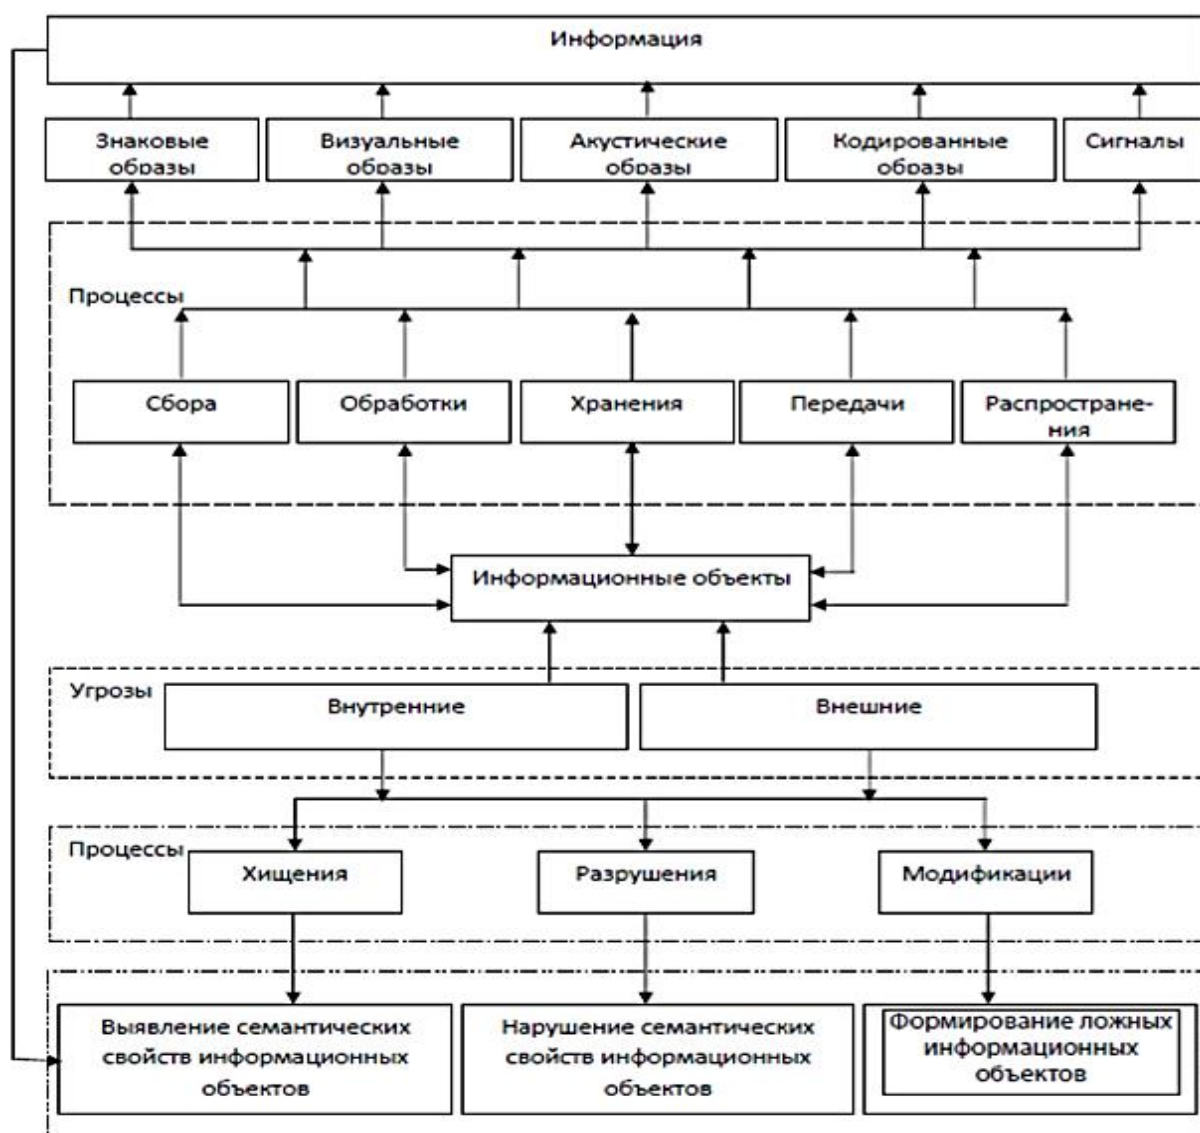 Информация
Знаковые
образы
Визуальные
образы
Акустические
образы
Кодированные
образы
Сигналы
Процессы
Сбора
Обработки
Хранения
Передачи
Распростране-
ния
Информационные объекты
Угрозы
Внутренние
Внешние
Процессы
Хищения
Разрушения
Модификации
Выявление семантических
свойств информационных
объектов
Нарушение семантических
свойств информационных
объектов
Формирование ложных
информационных
объектов